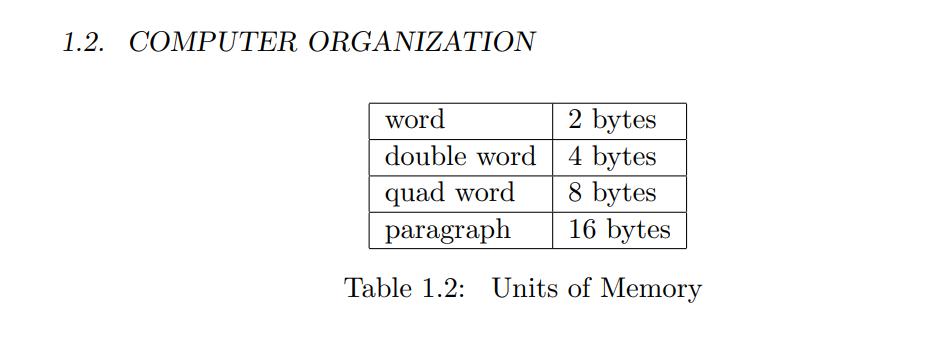 1.2. COMPUTER ORGANIZATION
word 2 bytes
double word 4 bytes
quad word 8 bytes
paragraph 16 bytes
Table 1.2: Units of Memory